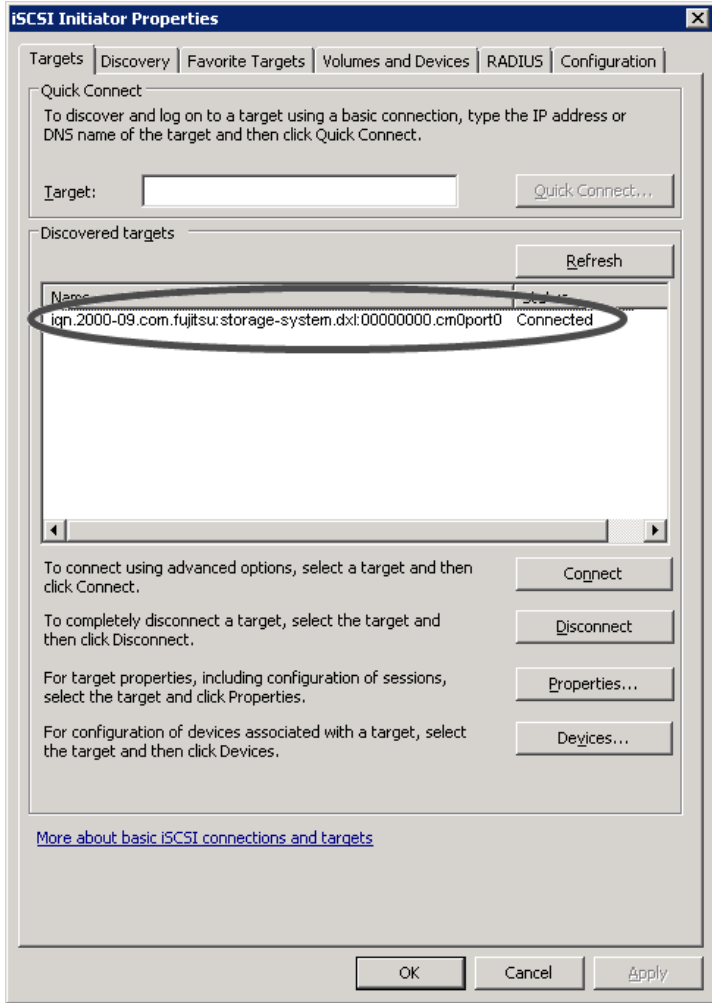 iSCSI Initiator Properties
Targets Discovery Favorite Targets Volumes and Devices RADIUS Configuration
Quick Connect
To discover and log on to a target using a basic connection, type the IP address or
DNS name of the target and then click Quick Connect.
Target:
Quick Connect...
Discovered targets
Refresh
Name
iqn.2000-09.com.fujitsu:storage-system.dxl:00000000.cm0port0 Connected
To connect using advanced options, select a target and then
click Connect.
Connect
To completely disconnect a target, select the target and
then click Disconnect.
Disconnect
For target properties, including configuration of sessions,
select the target and click Properties.
Properties...
For configuration of devices associated with a target, select
the target and then click Devices.
Devices...
More about basic iSCSI connections and targets
OK Cancel Apply